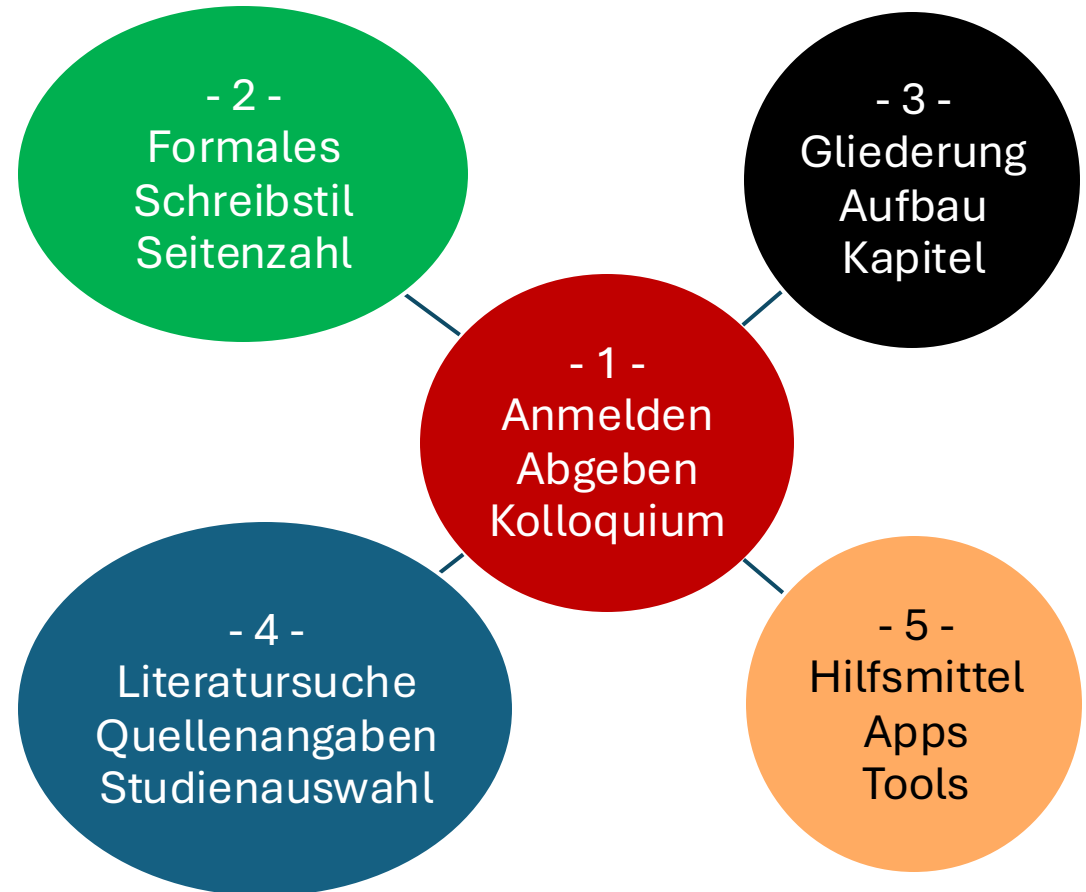 - 2 -
Formales
Schreibstil
Seitenzahl
- 3 -
Gliederung
Aufbau
Kapitel
- 1 -
Anmelden
Abgeben
Kolloquium
- 4 -
Literatursuche
Quellenangaben
Studienauswahl
- 5 -
Hilfsmittel
Apps
Tools